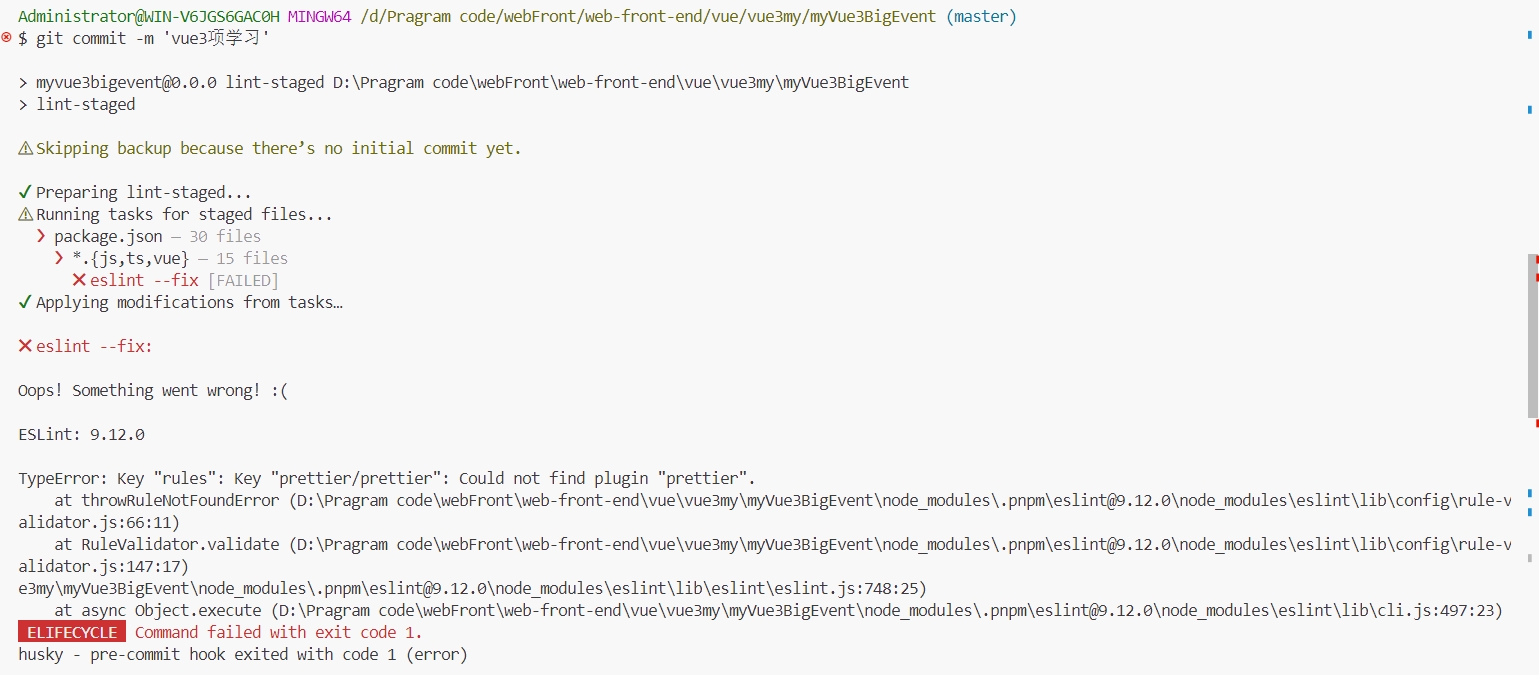 Administrator@WIN-V6JGS6GAC0H MINGW64 /d/Pragram code/webFront/web-front-end/vue/vue3my/myVue3BigEvent (master)
$ git commit -m 'vue3项学习'
> myvue3bigevent@0.0.0 lint-staged D:\Pragram code\webFront\web-front-end\vue\vue3my\myVue3BigEvent
> lint-staged
⚠Skipping backup because there’s no initial commit yet.
✓Preparing lint-staged...
⚠Running tasks for staged files...
❯ package.json — 30 files
❯ *.{js,ts,vue} — 15 files
✕eslint --fix [FAILED]
✓Applying modifications from tasks…
✕eslint --fix:
Oops! Something went wrong! :(
ESLint: 9.12.0
TypeError: Key "rules": Key "prettier/prettier": Could not find plugin "prettier".
at throwRuleNotFoundError (D:\Pragram code\webFront\web-front-end\vue\vue3my\myVue3BigEvent\node_modules\.pnpm\eslint@9.12.0\node_modules\eslint\lib\config\rule-v
alidator.js:66:11)
at RuleValidator.validate (D:\Pragram code\webFront\web-front-end\vue\vue3my\myVue3BigEvent\node_modules\.pnpm\eslint@9.12.0\node_modules\eslint\lib\config\rule-v
alidator.js:147:17)
e3my\myVue3BigEvent\node_modules\.pnpm\eslint@9.12.0\node_modules\eslint\lib\eslint\eslint.js:748:25)
at async Object.execute (D:\Pragram code\webFront\web-front-end\vue\vue3my\myVue3BigEvent\node_modules\.pnpm\eslint@9.12.0\node_modules\eslint\lib\cli.js:497:23)
ELIFECYCLE Command failed with exit code 1.
husky - pre-commit hook exited with code 1 (error)